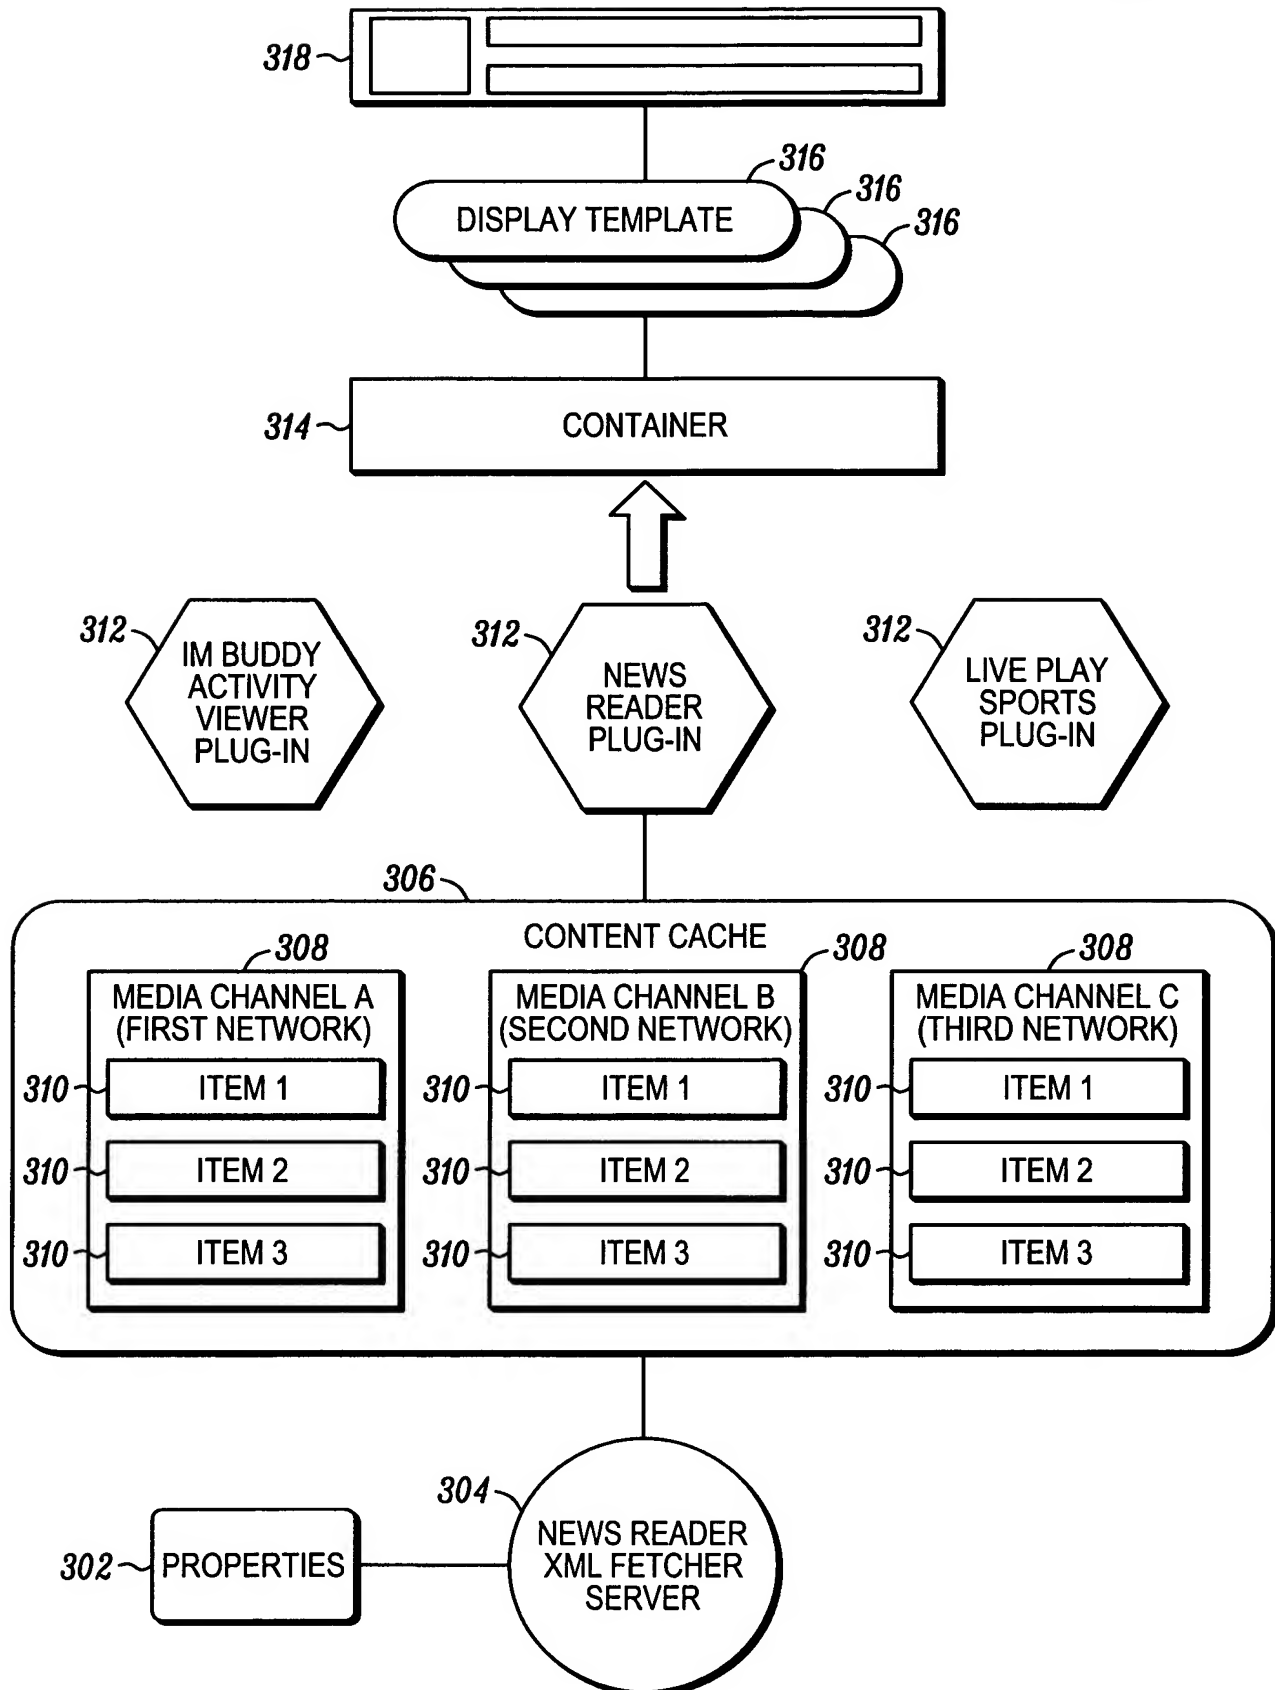 318
316
DISPLAY TEMPLATE
316
316
314
CONTAINER
312
IM BUDDY
ACTIVITY
VIEWER
PLUG-IN
312
NEWS
READER
PLUG-IN
312
LIVE PLAY
SPORTS
PLUG-IN
306
CONTENT CACHE
308
MEDIA CHANNEL A
(FIRST NETWORK)
310
ITEM 1
310
ITEM 2
310
ITEM 3
308
MEDIA CHANNEL B
(SECOND NETWORK)
310
ITEM 1
310
ITEM 2
310
ITEM 3
308
MEDIA CHANNEL C
(THIRD NETWORK)
310
ITEM 1
310
ITEM 2
310
ITEM 3
304
NEWS READER
XML FETCHER
SERVER
302
PROPERTIES